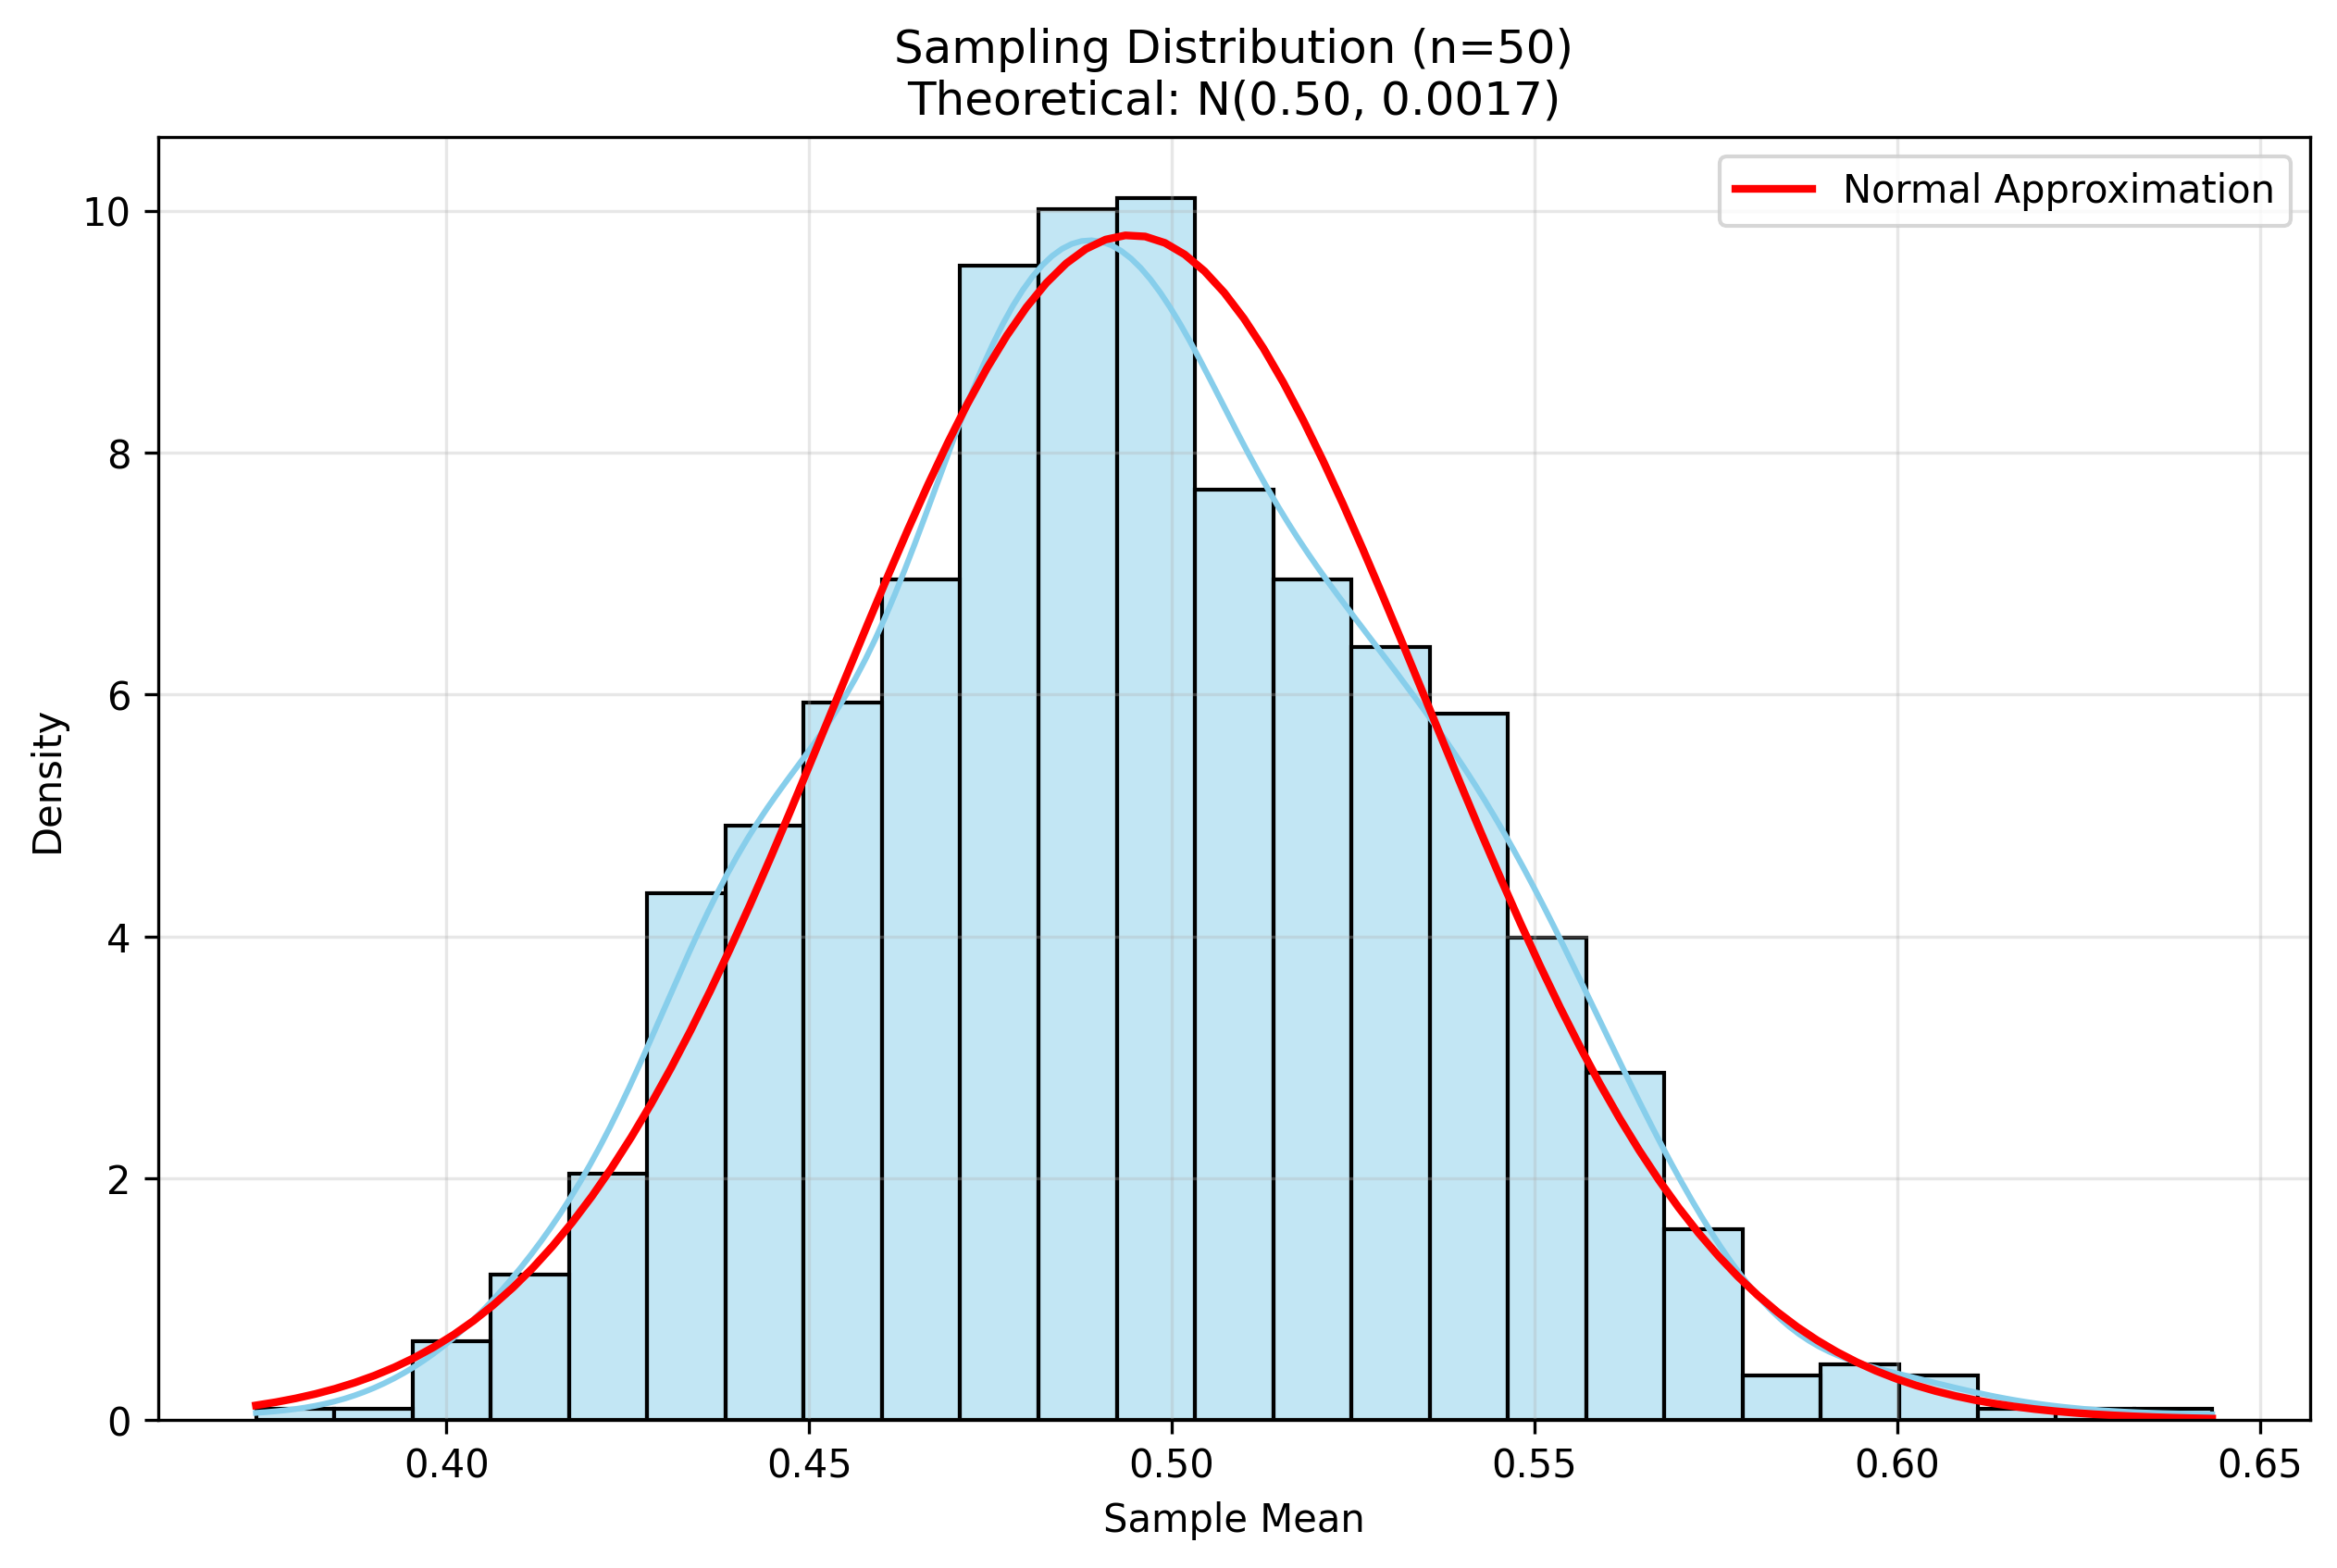 Sampling Distribution (n=50)
Theoretical: N(0.50, 0.0017)
Normal Approximation
10
8
6
4
2
0
Density
0.40 0.45 0.50 0.55 0.60 0.65
Sample Mean